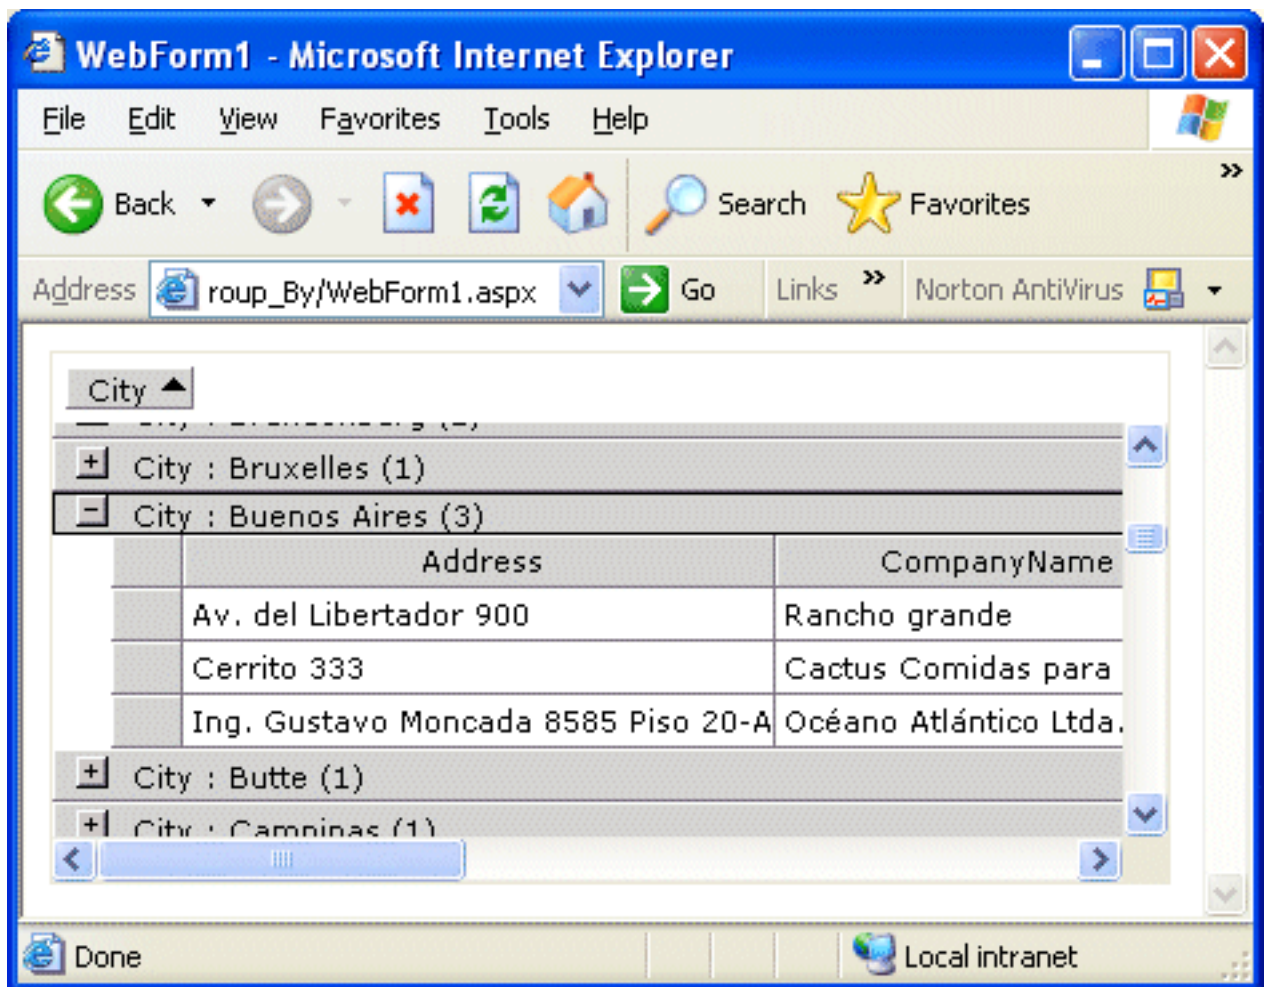 WebForm1 - Microsoft Internet Explorer
File Edit View Favorites Tools Help
Back Search Favorites »
Address roup_By/WebForm1.aspx Go Links » Norton AntiVirus
City
City : Bruxelles (1)
City : Buenos Aires (3)
Address CompanyName
Av. del Libertador 900 Rancho grande
Cerrito 333 Cactus Comidas para
Ing. Gustavo Moncada 8585 Piso 20-A Océano Atlántico Ltda.
City : Butte (1)
City : Campinas (1)
Done Local intranet